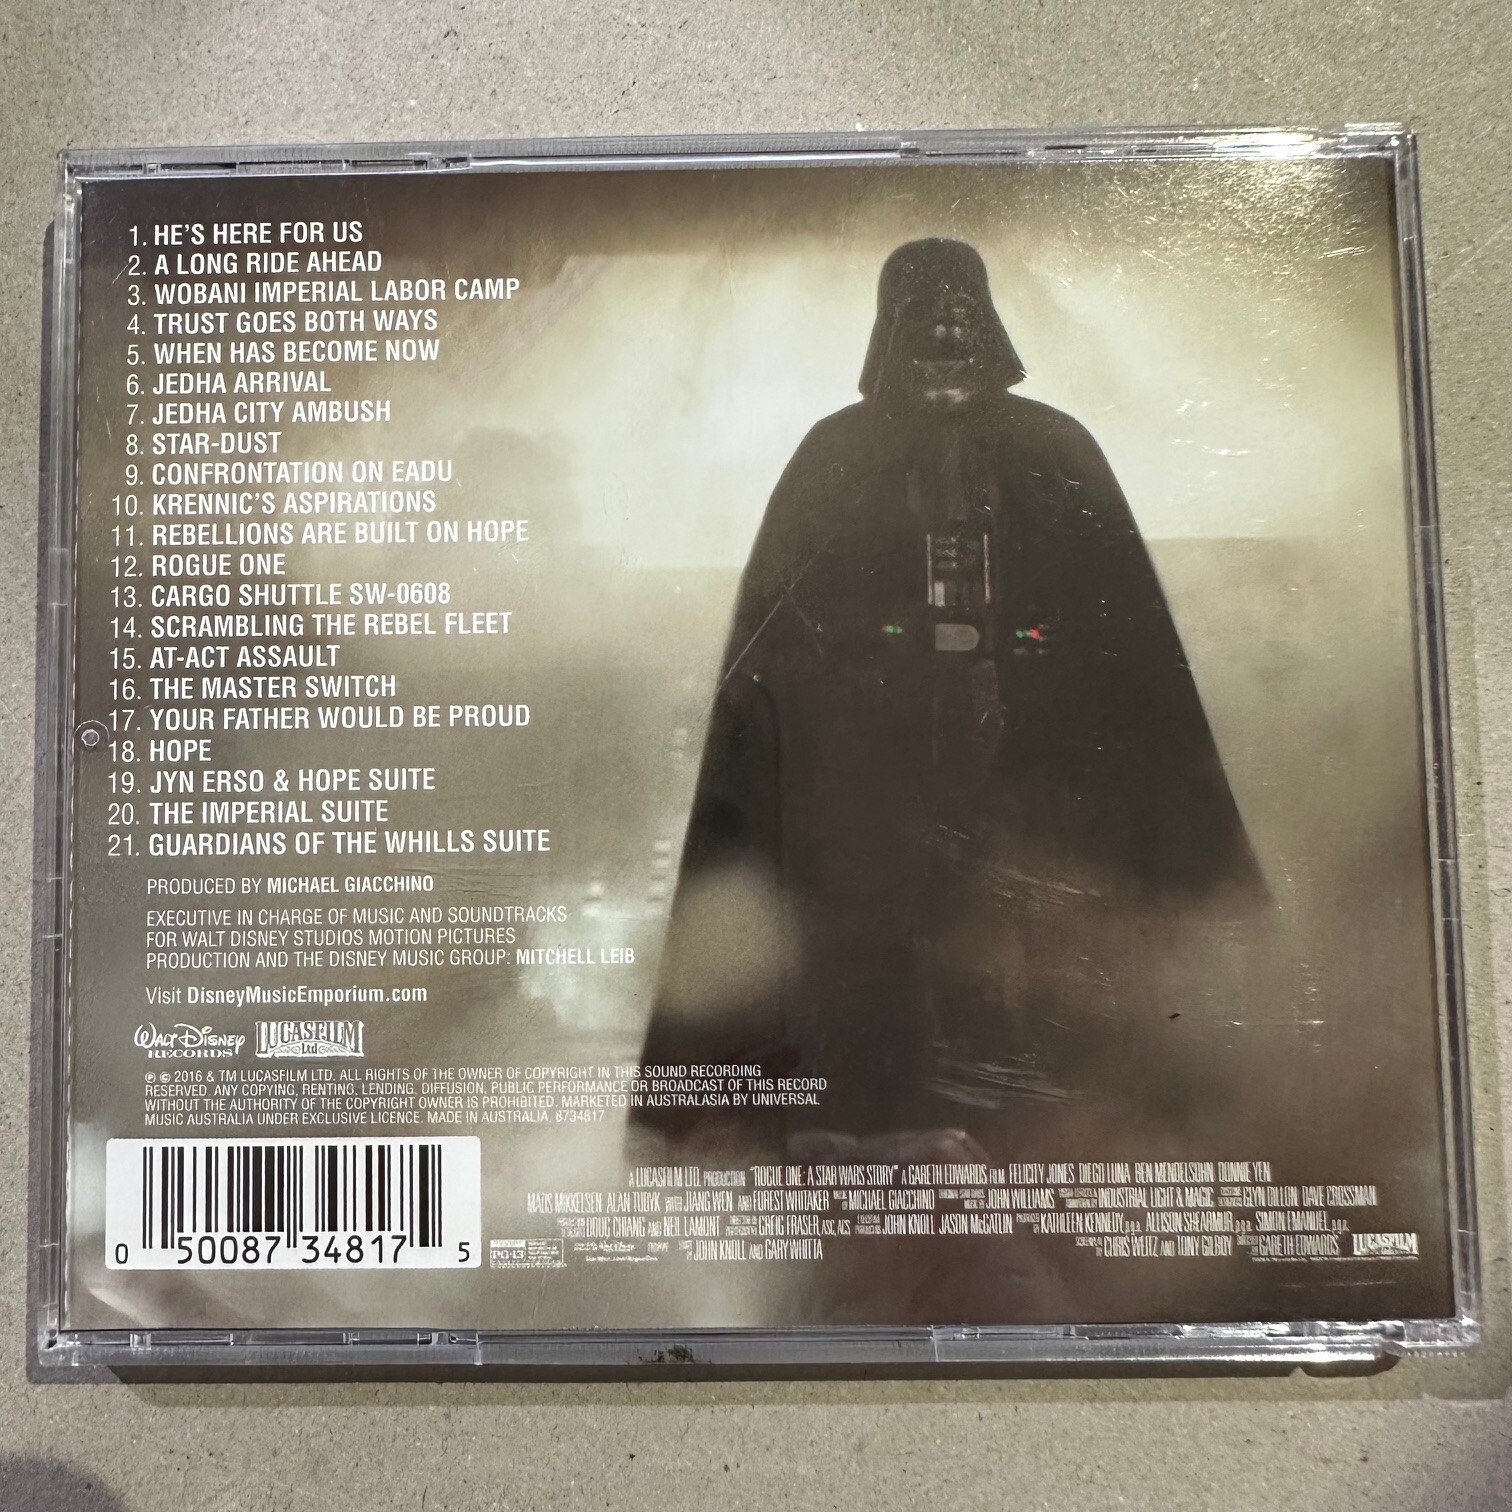 1. HE'S HERE FOR US
2. A LONG RIDE AHEAD
3. WOBANI IMPERIAL LABOR CAMP
4. TRUST GOES BOTH WAYS
5. WHEN HAS BECOME NOW
6. JEDHA ARRIVAL
7. JEDHA CITY AMBUSH
8. STAR-DUST
9. CONFRONTATION ON EADU
10. KRENNIC'S ASPIRATIONS
11. REBELLIONS ARE BUILT ON HOPE
12. ROGUE ONE
13. CARGO SHUTTLE SW-0608
14. SCRAMBLING THE REBEL FLEET
15. AT-ACT ASSAULT
16. THE MASTER SWITCH
17. YOUR FATHER WOULD BE PROUD
18. HOPE
19. JYN ERSO & HOPE SUITE
20. THE IMPERIAL SUITE
21. GUARDIANS OF THE WHILLS SUITE
PRODUCED BY MICHAEL GIACCHINO
EXECUTIVE IN CHARGE OF MUSIC AND SOUNDTRACKS
FOR WALT DISNEY STUDIOS MOTION PICTURES
PRODUCTION AND THE DISNEY MUSIC GROUP: MITCHELL LEIB
Visit DisneyMusicEmporium.com
WALT DISNEY RECORDS
LUCASFILM Ltd
℗ © 2016 & TM LUCASFILM LTD. ALL RIGHTS OF THE OWNER OF COPYRIGHT IN THIS SOUND RECORDING
RESERVED. ANY COPYING, RENTING, LENDING, DIFFUSION, PUBLIC PERFORMANCE OR BROADCAST OF THIS RECORD
WITHOUT THE AUTHORITY OF THE COPYRIGHT OWNER IS PROHIBITED. MARKETED IN AUSTRALASIA BY UNIVERSAL
MUSIC AUSTRALIA UNDER EXCLUSIVE LICENCE. MADE IN AUSTRALIA. 8734817
0 50087 34817 5
A LUCASFILM LTD. PRODUCTION "ROGUE ONE: A STAR WARS STORY" A GARETH EDWARDS FILM FELICITY JONES DIEGO LUNA BEN MENDELSOHN DONNIE YEN
MADS MIKKELSEN ALAN TUDYK WITH JIANG WEN AND FOREST WHITAKER MICHAEL GIACCHINO JOHN WILLIAMS INDUSTRIAL LIGHT & MAGIC GLYN DILLON DAVE CROSSMAN
DOUG CHIANG AND NEIL LAMONT GREIG FRASER, ASC, ACS JOHN KNOLL JASON McGATLIN KATHLEEN KENNEDY, p.g.a. ALLISON SHEARMUR, p.g.a. SIMON EMANUEL, p.g.a.
PG-13 JOHN KNOLL AND GARY WHITTA CHRIS WEITZ AND TONY GILROY GARETH EDWARDS LUCASFILM